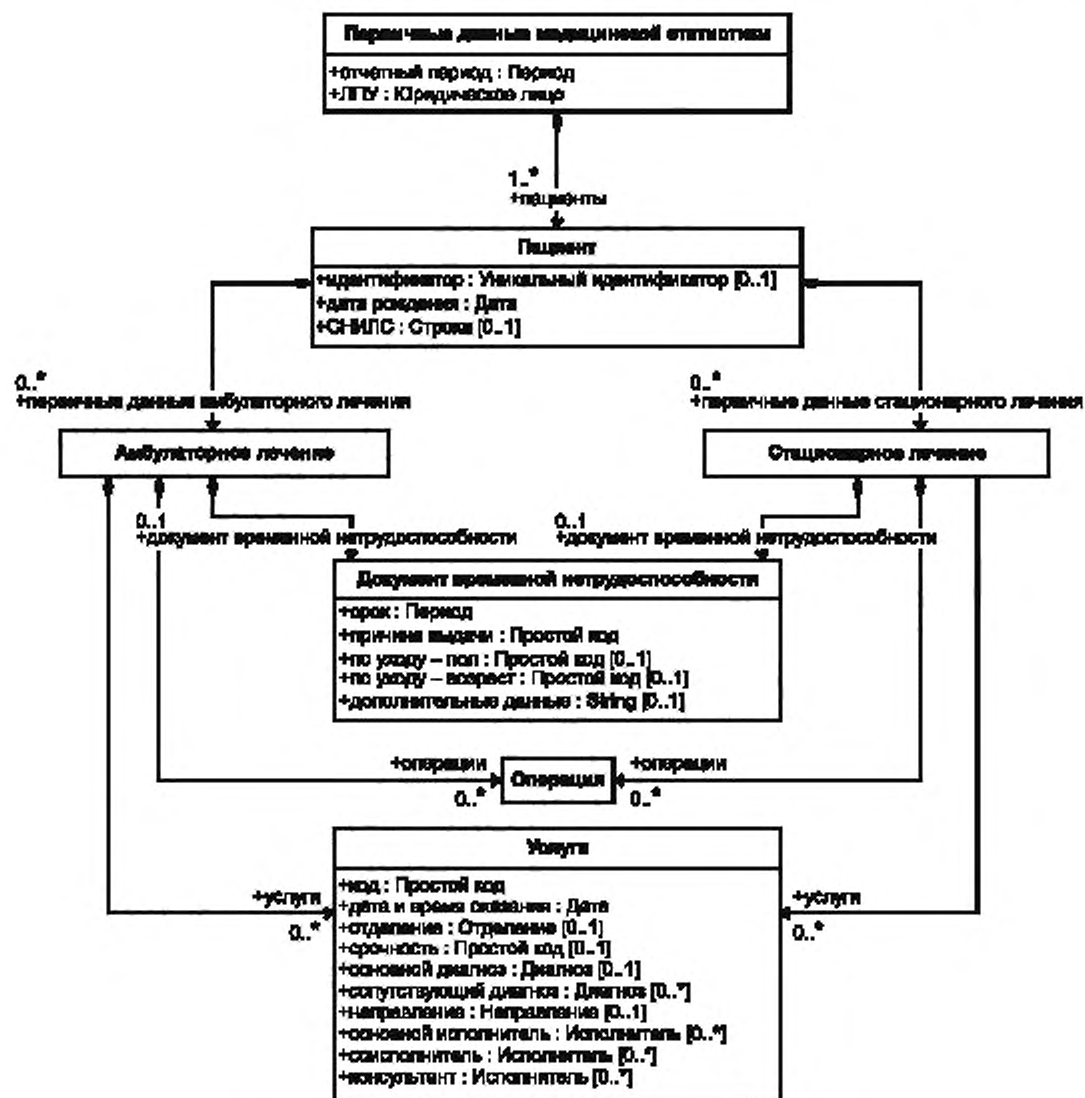 Первичные данные медицинской статистики
+отчетный период : Период
+ЛПУ : Юридическое лицо
1..*
+пациенты
Пациент
+идентификатор : Уникальный идентификатор [0..1]
+дата рождения : Дата
+СНИЛС : Строка [0..1]
0..*
+первичные данные амбулаторного лечения
0..*
+первичные данные стационарного лечения
Амбулаторное лечение
Стационарное лечение
0..1
+документ временной нетрудоспособности
0..1
+документ временной нетрудоспособности
Документ временной нетрудоспособности
+срок : Период
+причина выдачи : Простой код
+по уходу – пол : Простой код [0..1]
+по уходу – возраст : Простой код [0..1]
+дополнительные данные : String [0..1]
+операции
0..*
Операция
+операции
0..*
Услуга
+код : Простой код
+дата и время оказания : Дата
+отделение : Отделение [0..1]
+срочность : Простой код [0..1]
+основной диагноз : Диагноз [0..1]
+сопутствующий диагноз : Диагноз [0..*]
+направление : Направление [0..1]
+основной исполнитель : Исполнитель [0..*]
+соисполнитель : Исполнитель [0..*]
+консультант : Исполнитель [0..*]
+услуги
0..*
+услуги
0..*